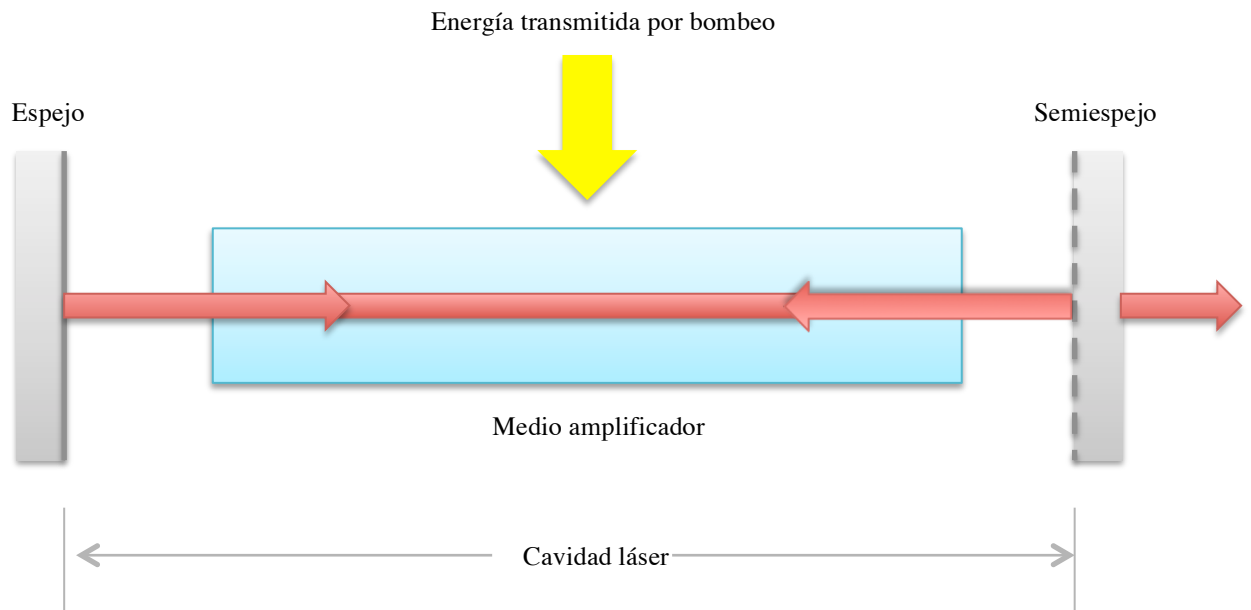 Energía transmitida por bombeo
Espejo
Semiespejo
Medio amplificador
Cavidad láser